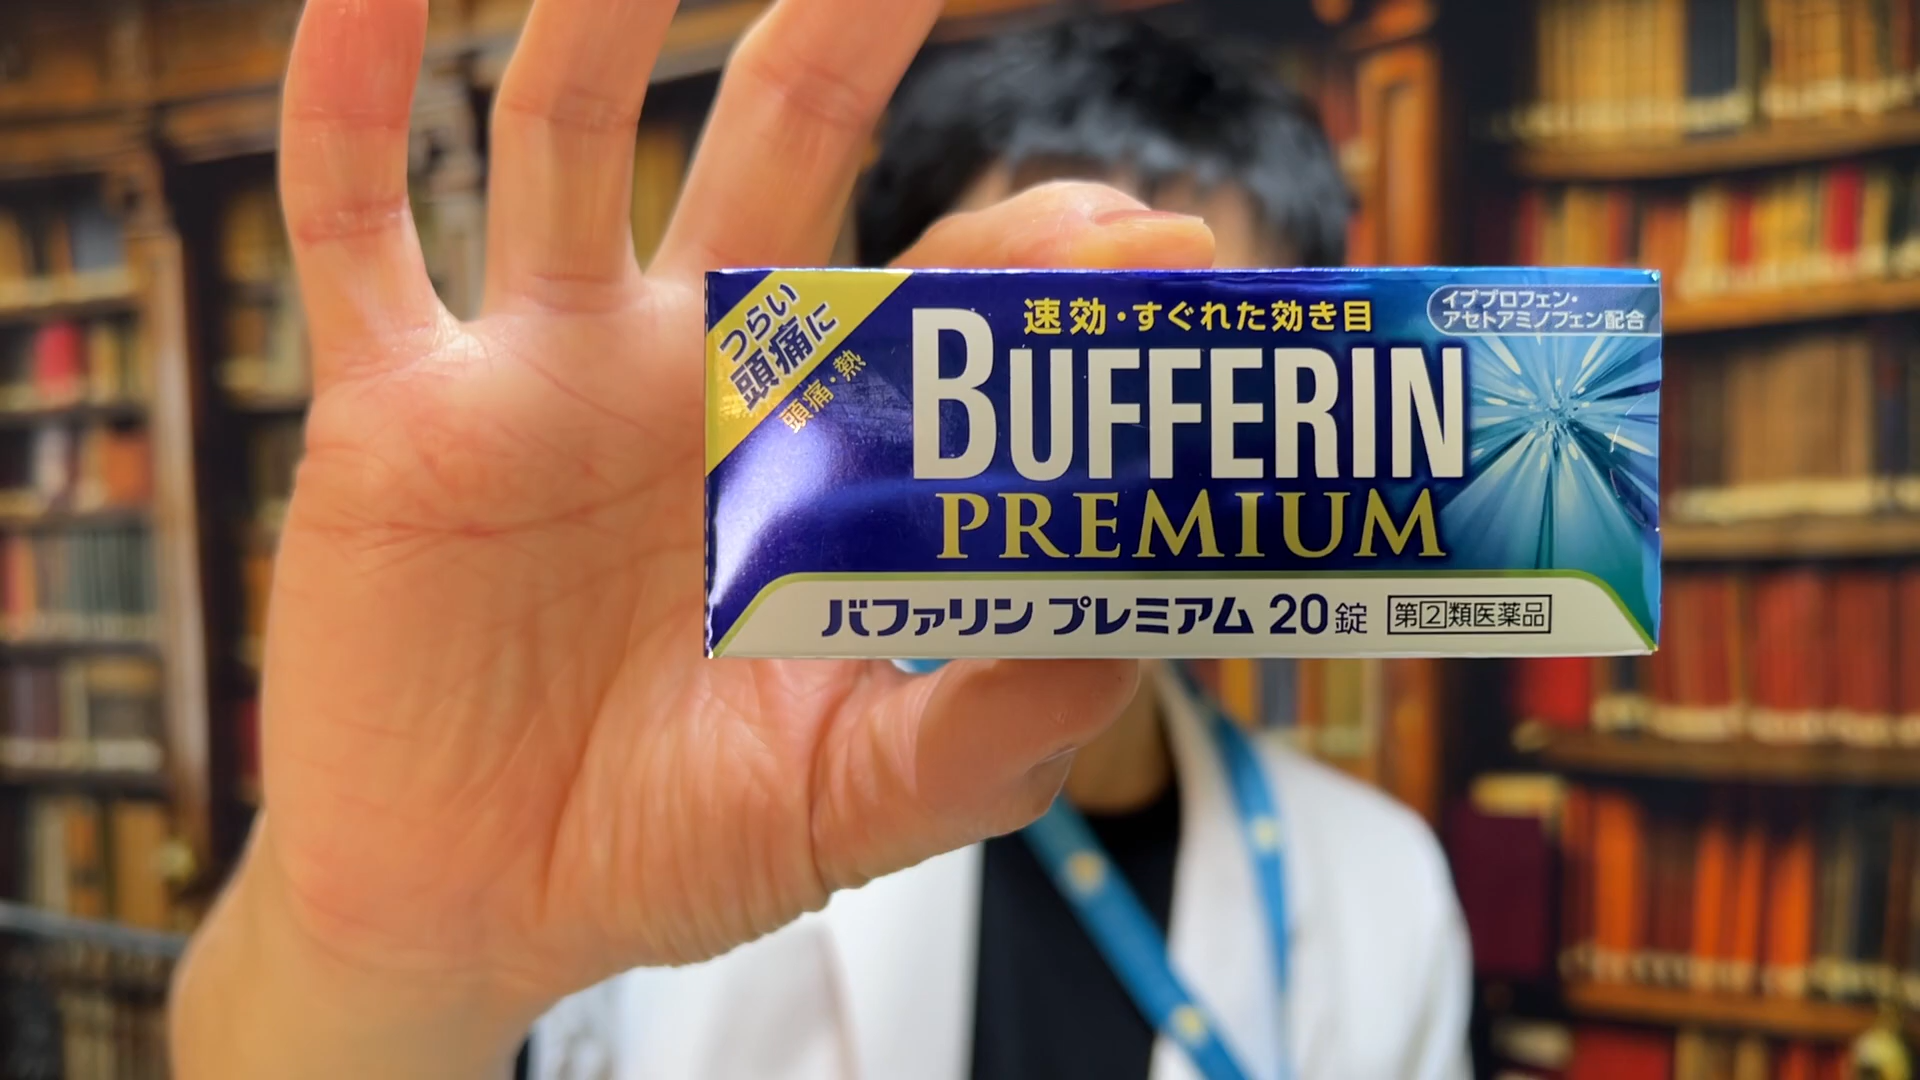 つらい
頭痛に
頭痛・熱
速効・すぐれた効き目
イブプロフェン・
アセトアミノフェン配合
BUFFERIN
PREMIUM
バファリン プレミアム 20錠 第②類医薬品